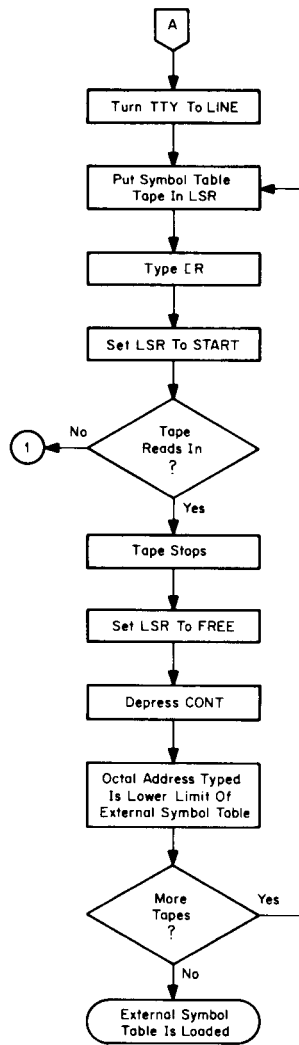 A
Turn TTY To LINE
Put Symbol Table
Tape In LSR
Type [R
Set LSR To START
Tape
Reads In
?
No
1
Yes
Tape Stops
Set LSR To FREE
Depress CONT
Octal Address Typed
Is Lower Limit Of
External Symbol Table
More
Tapes
?
Yes
No
External Symbol
Table Is Loaded